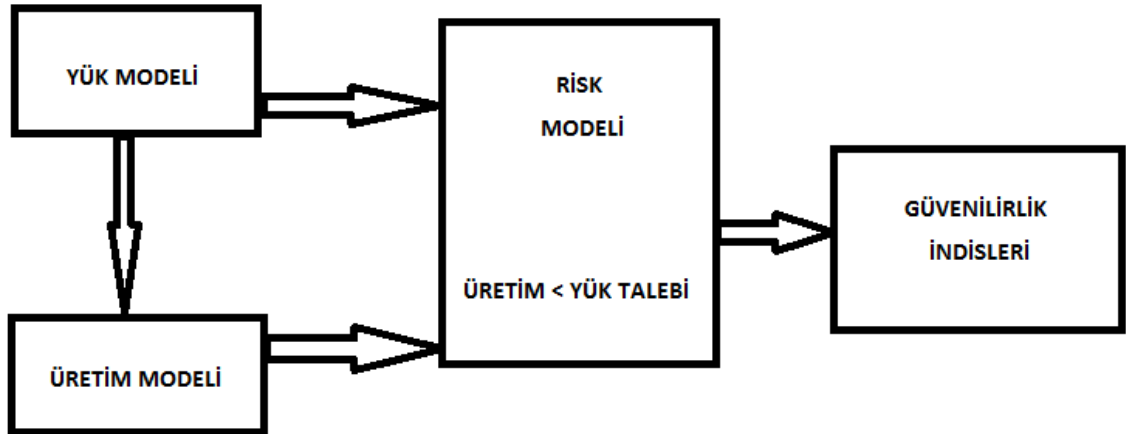 YÜK MODELİ
RİSK
MODELİ
ÜRETİM < YÜK TALEBİ
ÜRETİM MODELİ
GÜVENİLİRLİK
İNDİSLERİ